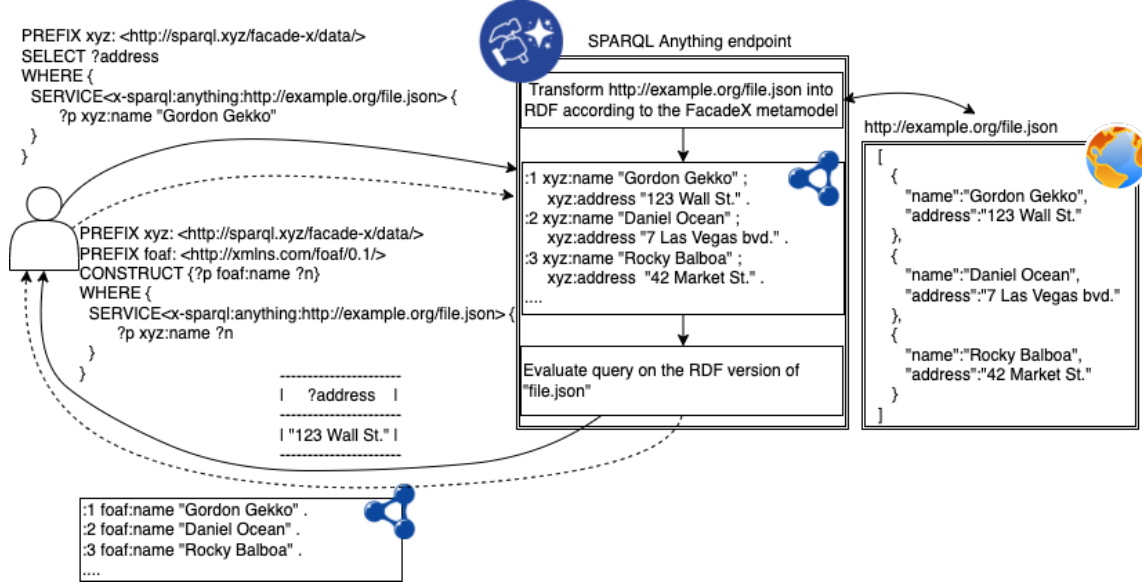 PREFIX xyz: <http://sparql.xyz/facade-x/data/>
SELECT ?address
WHERE {
SERVICE<x-sparql:anything:http://example.org/file.json> {
?p xyz:name "Gordon Gekko"
}
}
SPARQL Anything endpoint
Transform http://example.org/file.json into
RDF according to the FacadeX metamodel
:1 xyz:name "Gordon Gekko" ;
xyz:address "123 Wall St." .
:2 xyz:name "Daniel Ocean" ;
xyz:address "7 Las Vegas bvd." .
:3 xyz:name "Rocky Balboa" ;
xyz:address "42 Market St." .
....
Evaluate query on the RDF version of
"file.json"
http://example.org/file.json
[
{
"name":"Gordon Gekko",
"address":"123 Wall St."
},
{
"name":"Daniel Ocean",
"address":"7 Las Vegas bvd."
},
{
"name":"Rocky Balboa",
"address":"42 Market St."
}
]
PREFIX xyz: <http://sparql.xyz/facade-x/data/>
PREFIX foaf: <http://xmlns.com/foaf/0.1/>
CONSTRUCT {?p foaf:name ?n}
WHERE {
SERVICE<x-sparql:anything:http://example.org/file.json> {
?p xyz:name ?n
}
}
-----------------------
| ?address |
-----------------------
| "123 Wall St." |
-----------------------
:1 foaf:name "Gordon Gekko" .
:2 foaf:name "Daniel Ocean" .
:3 foaf:name "Rocky Balboa" .
....